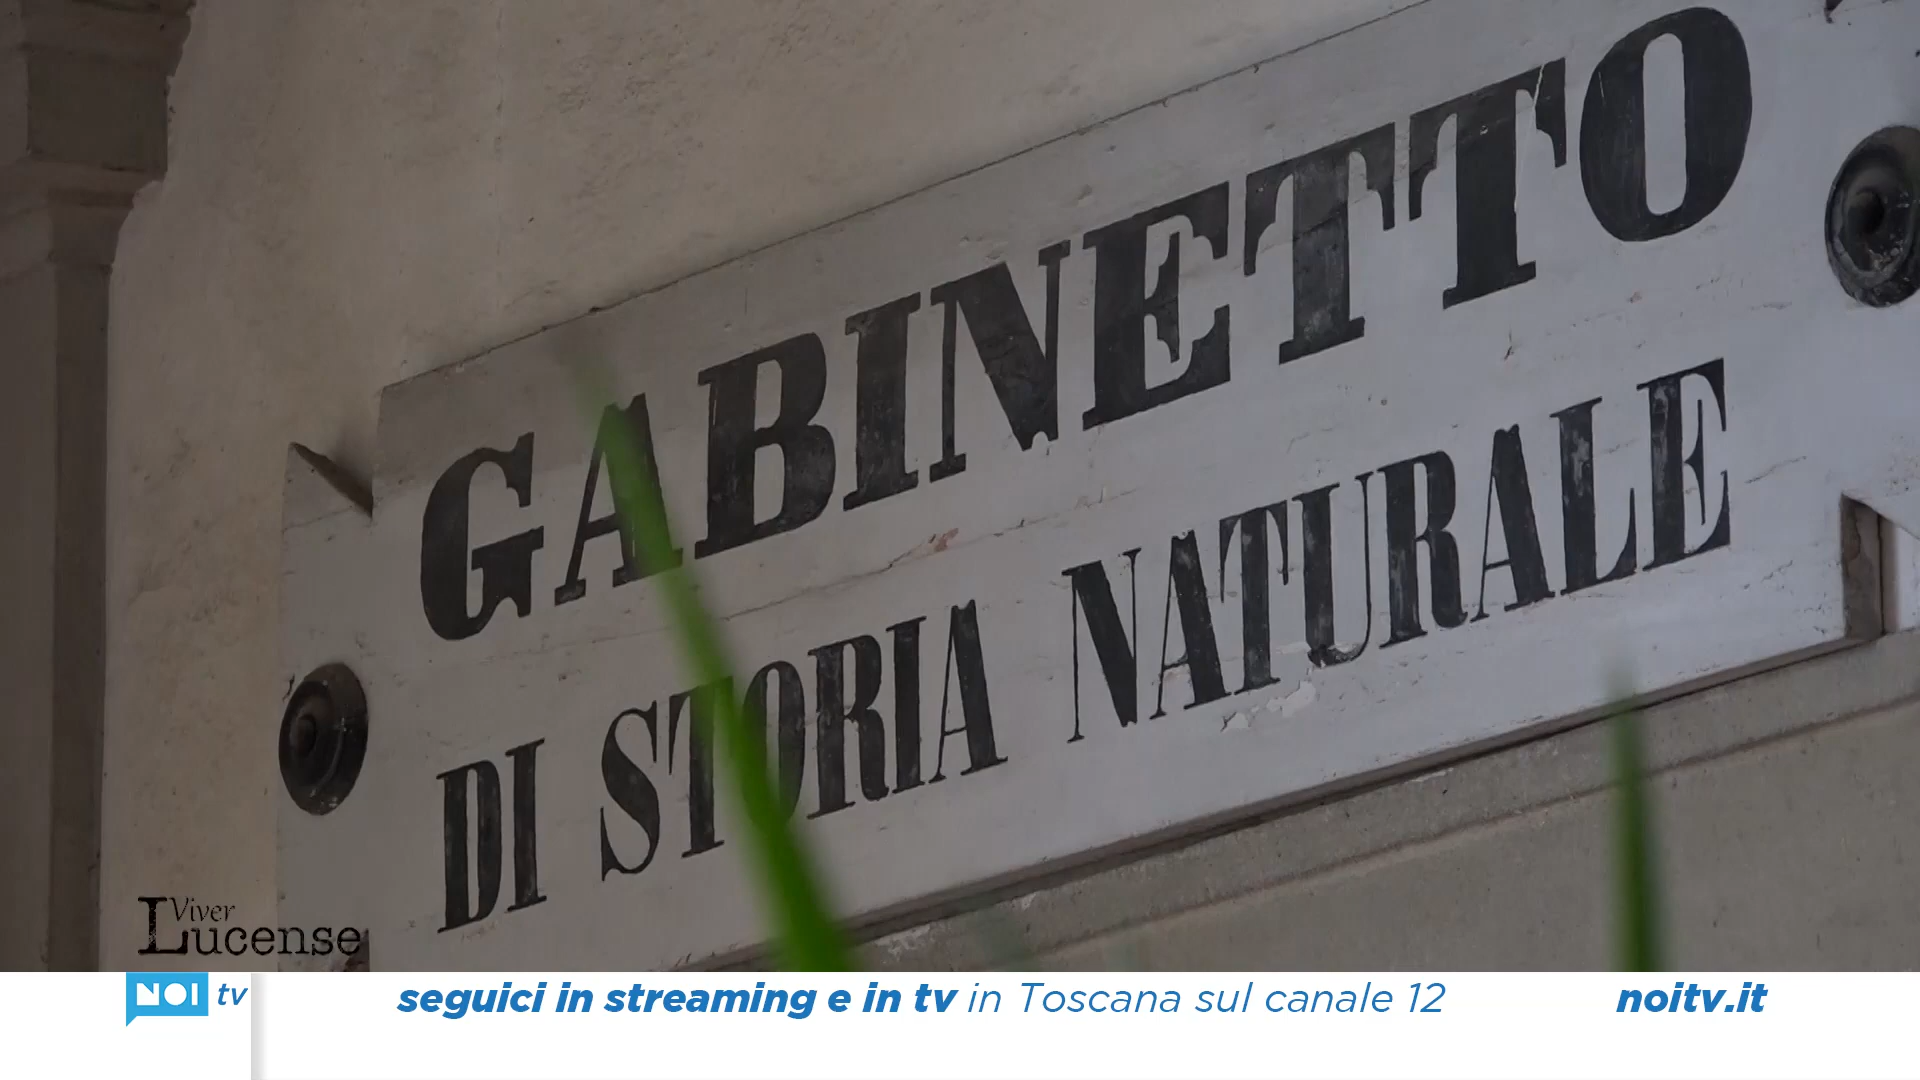 GABINETTO
DI STORIA NATURALE
Viver
Lucense
NOI tv
seguici in streaming e in tv in Toscana sul canale 12
noitv.it